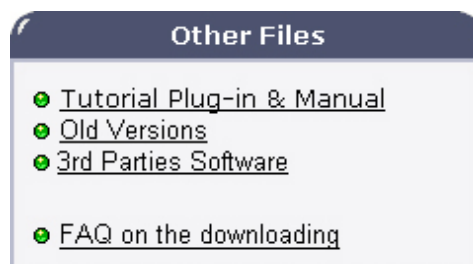 Other Files
Tutorial Plug-in & Manual
Old Versions
3rd Parties Software
FAQ on the downloading